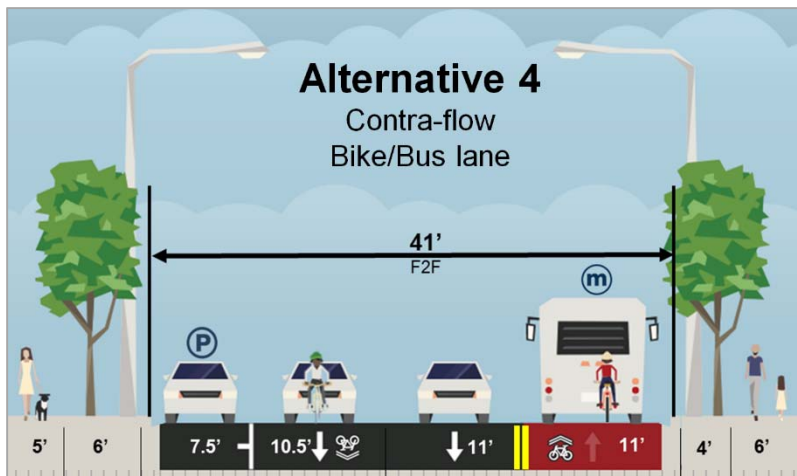 Alternative 4
Contra-flow
Bike/Bus lane
41'
F2F
m
P
5' 6' 7.5' 10.5' 11' 11' 4' 6'